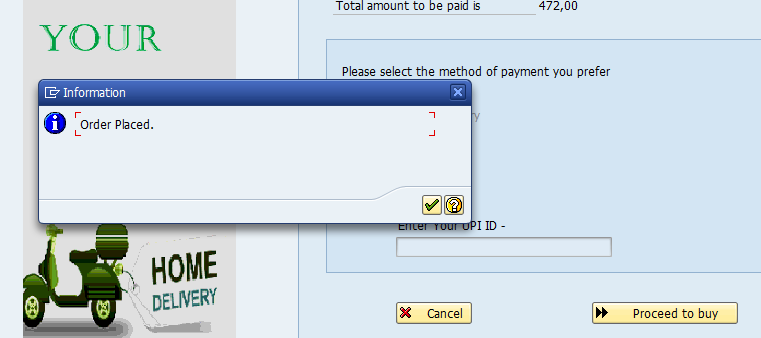 YOUR
Total amount to be paid is 472,00
Please select the method of payment you prefer
Information
Order Placed.
Enter Your UPI ID -
HOME
DELIVERY
Cancel
Proceed to buy